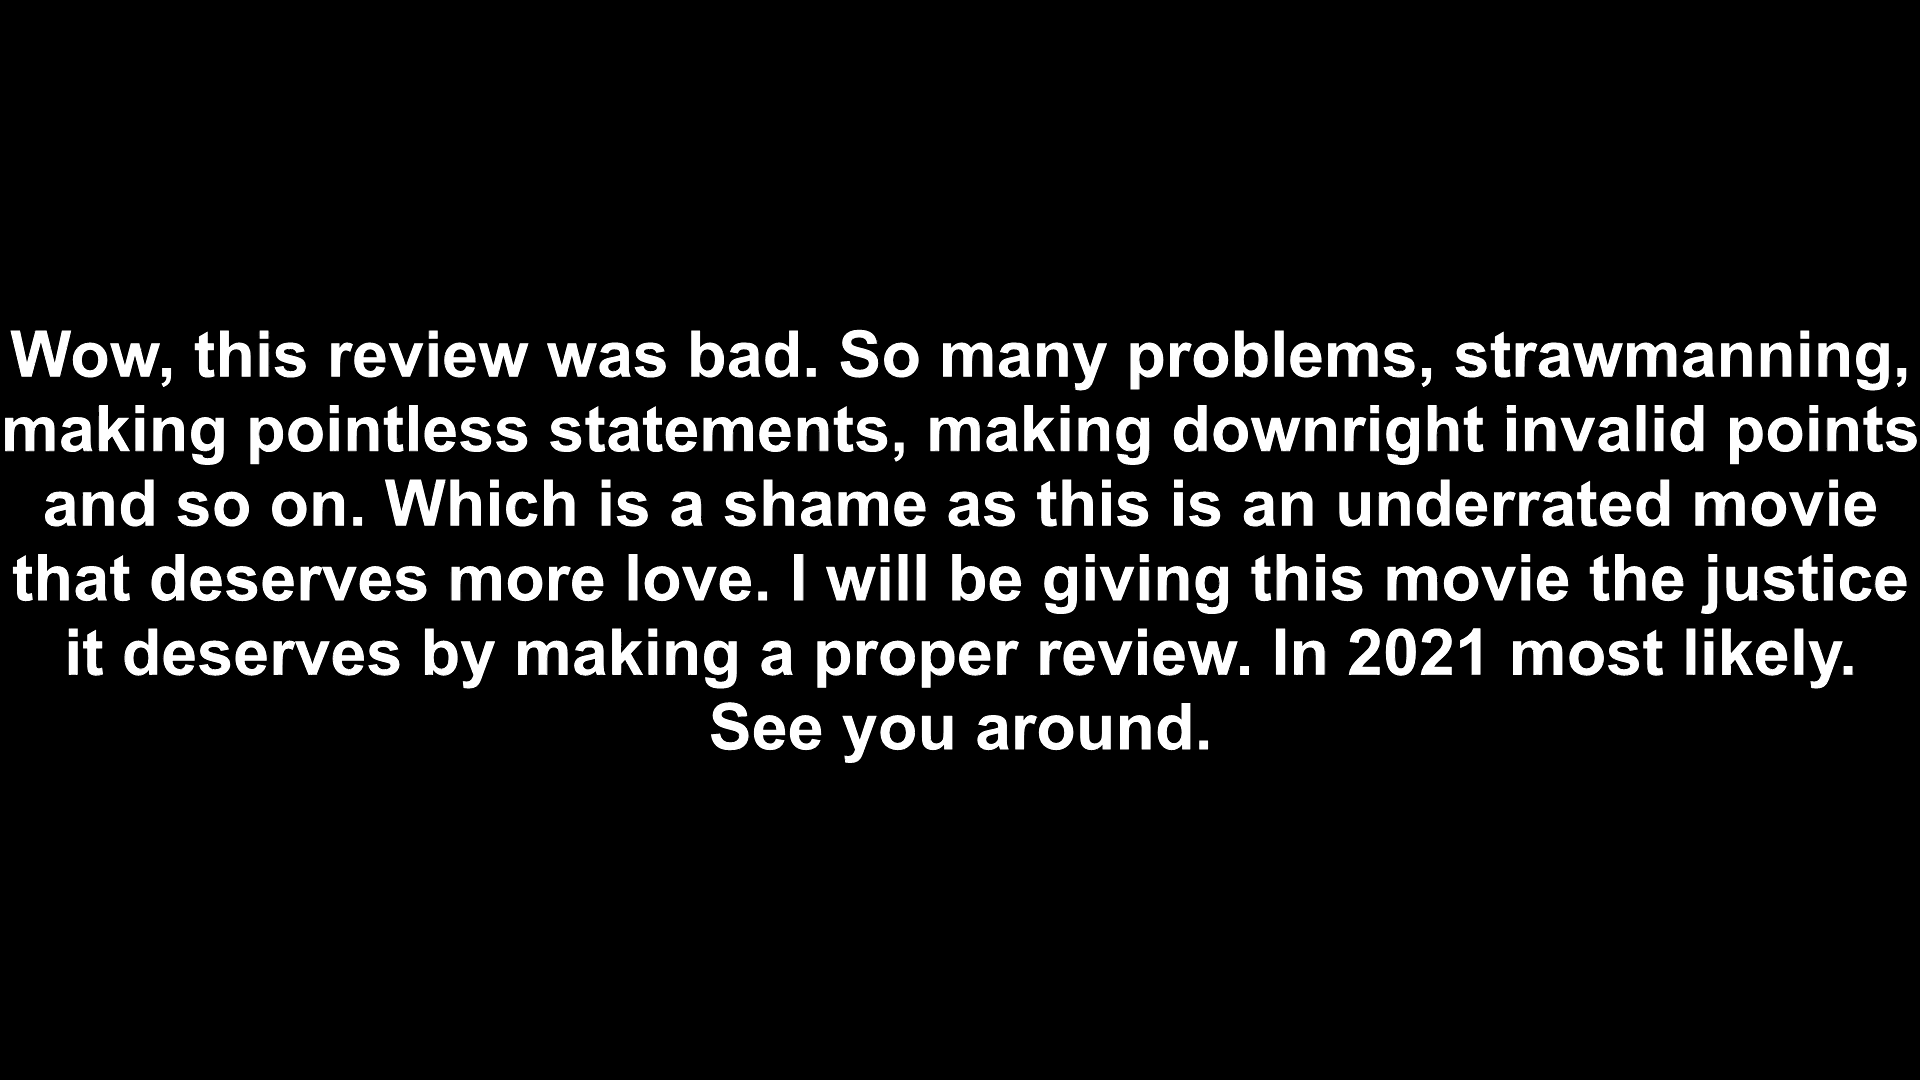 Wow, this review was bad. So many problems, strawmanning,
making pointless statements, making downright invalid points
and so on. Which is a shame as this is an underrated movie
that deserves more love. I will be giving this movie the justice
it deserves by making a proper review. In 2021 most likely.
See you around.